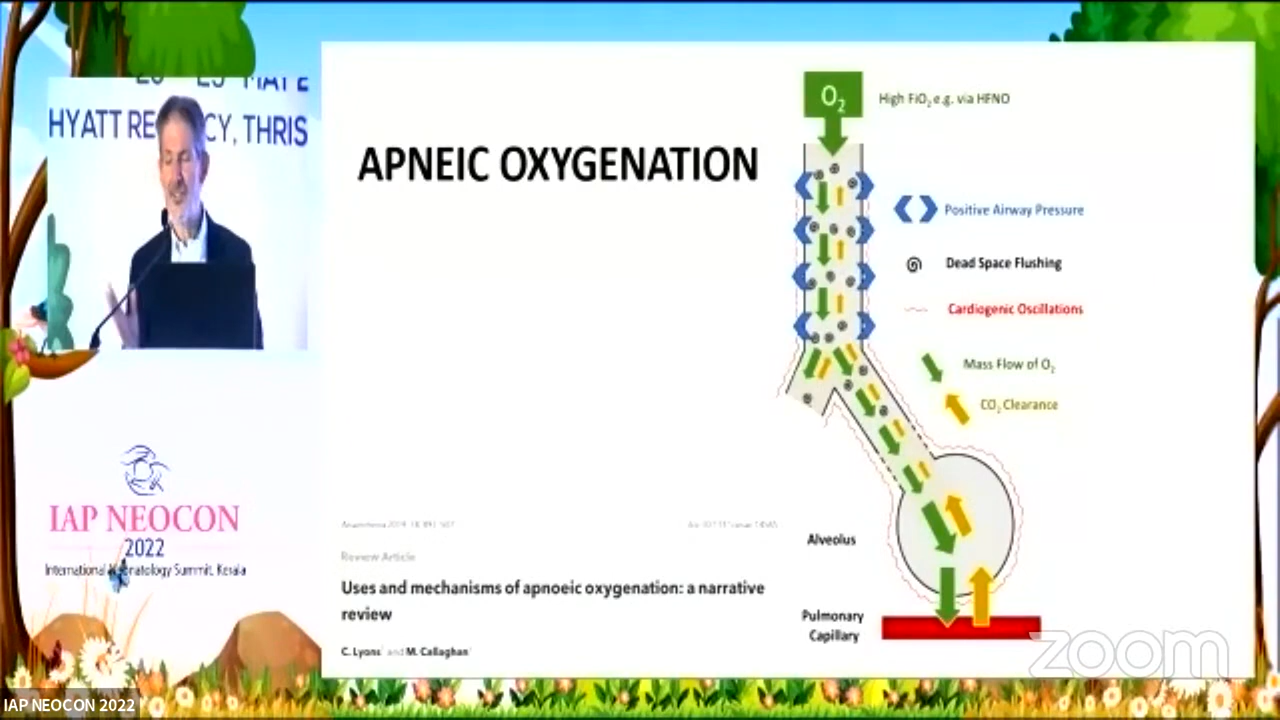 HYATT RE CY, THRIS
IAP NEOCON
2022
International Neonatology Summit, Kerala
IAP NEOCON 2022
APNEIC OXYGENATION
O₂
High FiO₂ e.g. via HFNO
Positive Airway Pressure
Dead Space Flushing
Cardiogenic Oscillations
Mass Flow of O₂
CO₂ Clearance
Alveolus
Pulmonary
Capillary
Review Article
Uses and mechanisms of apnoeic oxygenation: a narrative
review
C. Lyons and M. Callaghan
zoom